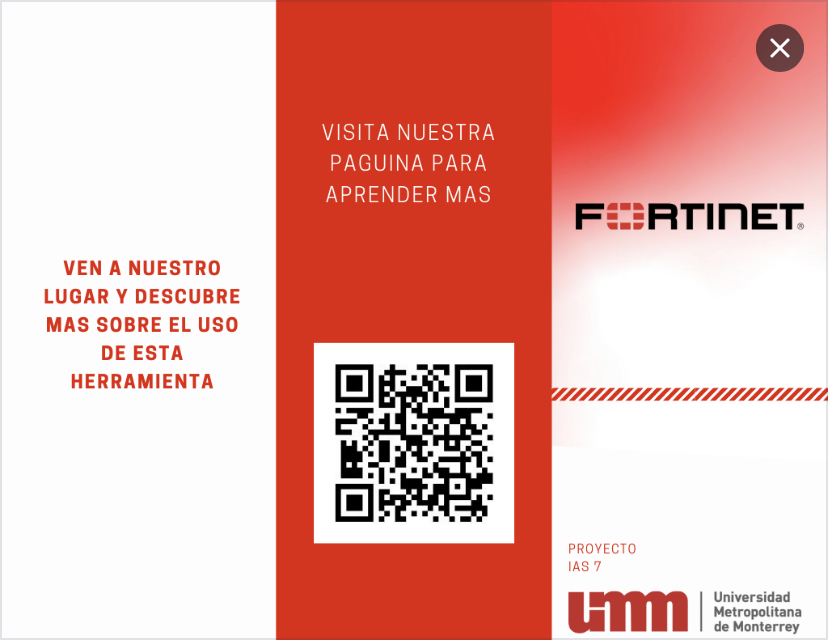 VEN A NUESTRO
LUGAR Y DESCUBRE
MAS SOBRE EL USO
DE ESTA
HERRAMIENTA
VISITA NUESTRA
PAGUINA PARA
APRENDER MAS
FORTINET®
PROYECTO
IAS 7
umm
Universidad
Metropolitana
de Monterrey